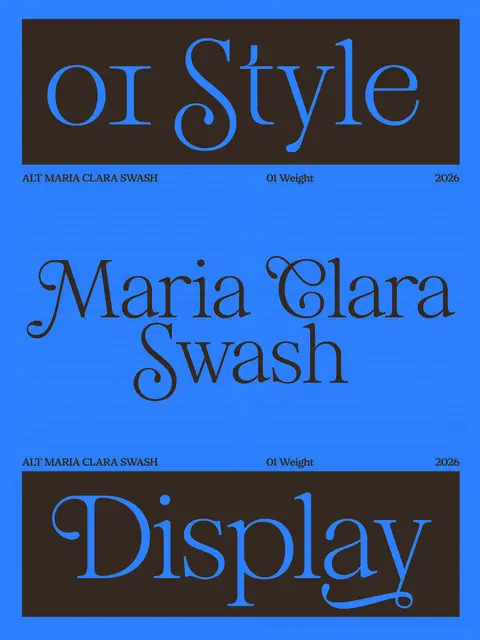 01 Style
ALT MARIA CLARA SWASH 01 Weight 2026
Maria Clara
Swash
ALT MARIA CLARA SWASH 01 Weight 2026
Display